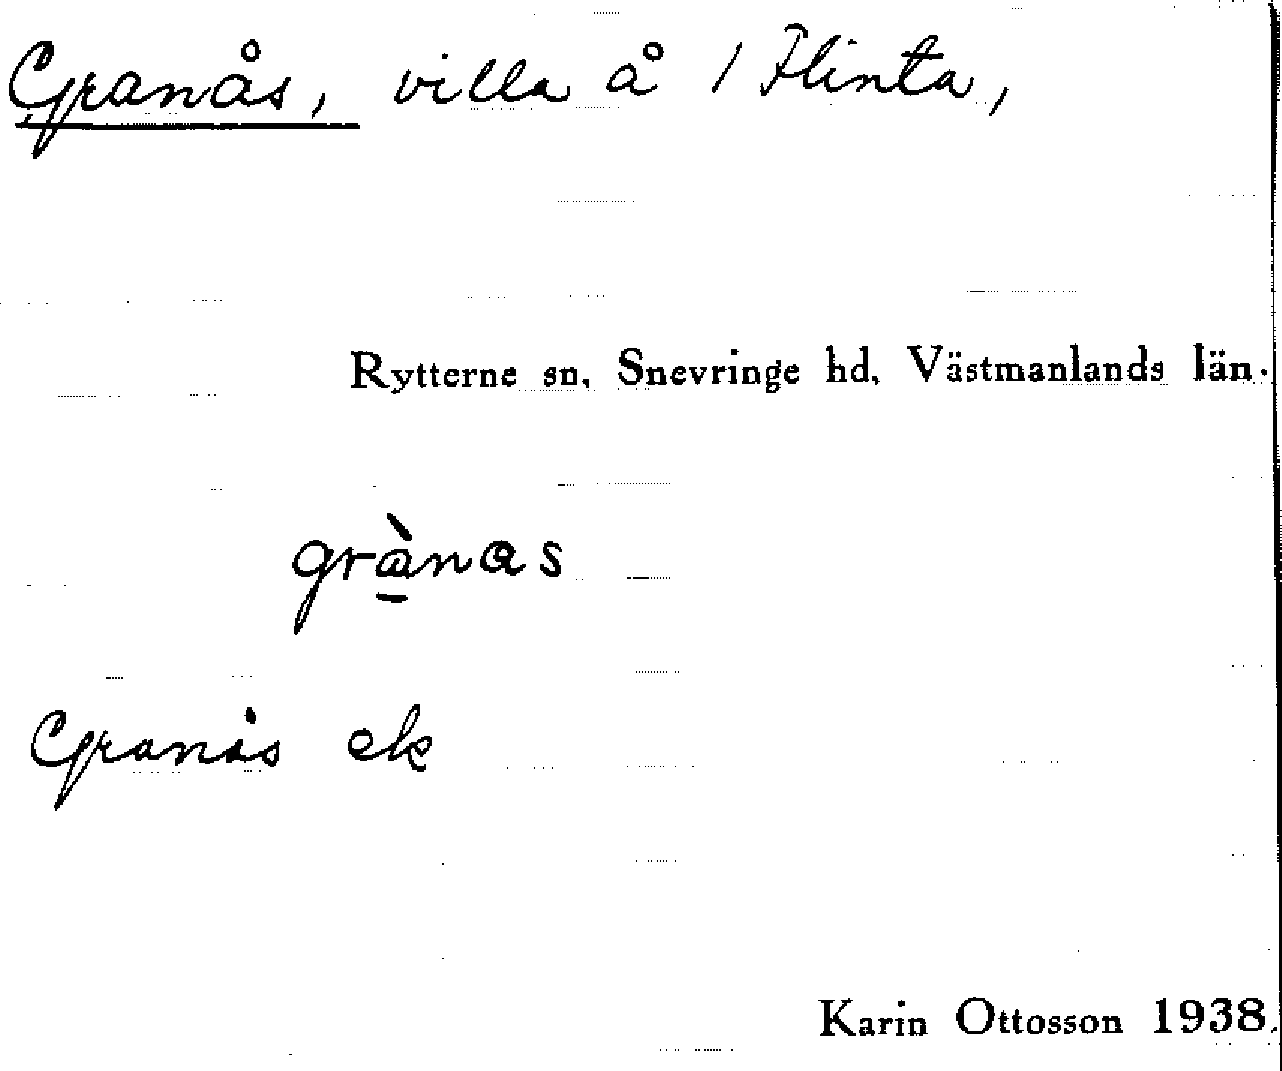 Granås, villa å 1 Flinta,
Rytterne sn, Snevringe hd, Västmanlands län.
grànas
Granås ek
Karin Ottosson 1938.